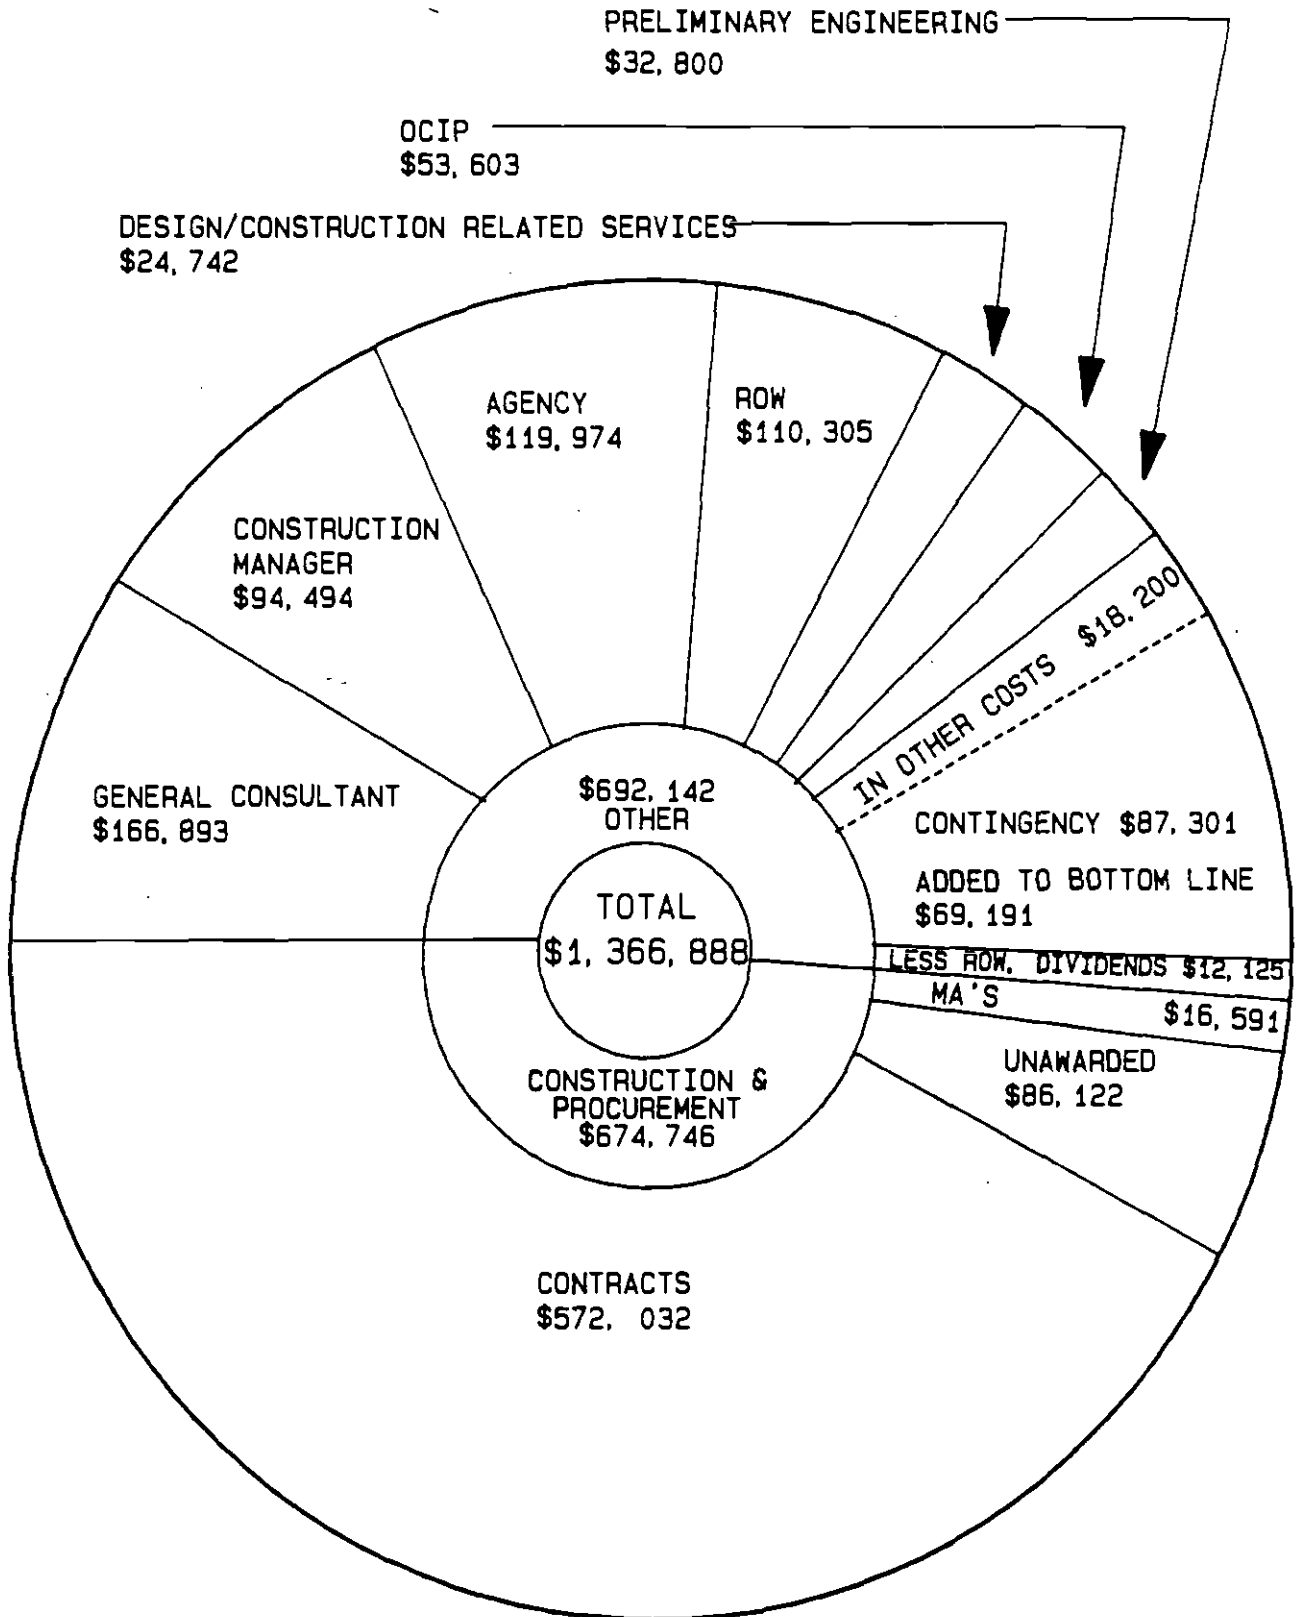 PRELIMINARY ENGINEERING
$32, 800
OCIP
$53, 603
DESIGN/CONSTRUCTION RELATED SERVICES
$24, 742
AGENCY
$119, 974
ROW
$110, 305
CONSTRUCTION
MANAGER
$94, 494
IN OTHER COSTS $18, 200
GENERAL CONSULTANT
$166, 893
$692, 142
OTHER
CONTINGENCY $87, 301
ADDED TO BOTTOM LINE
$69, 191
TOTAL
$1, 366, 888
LESS ROW. DIVIDENDS $12, 125
MA'S $16, 591
UNAWARDED
$86, 122
CONSTRUCTION &
PROCUREMENT
$674, 746
CONTRACTS
$572, 032